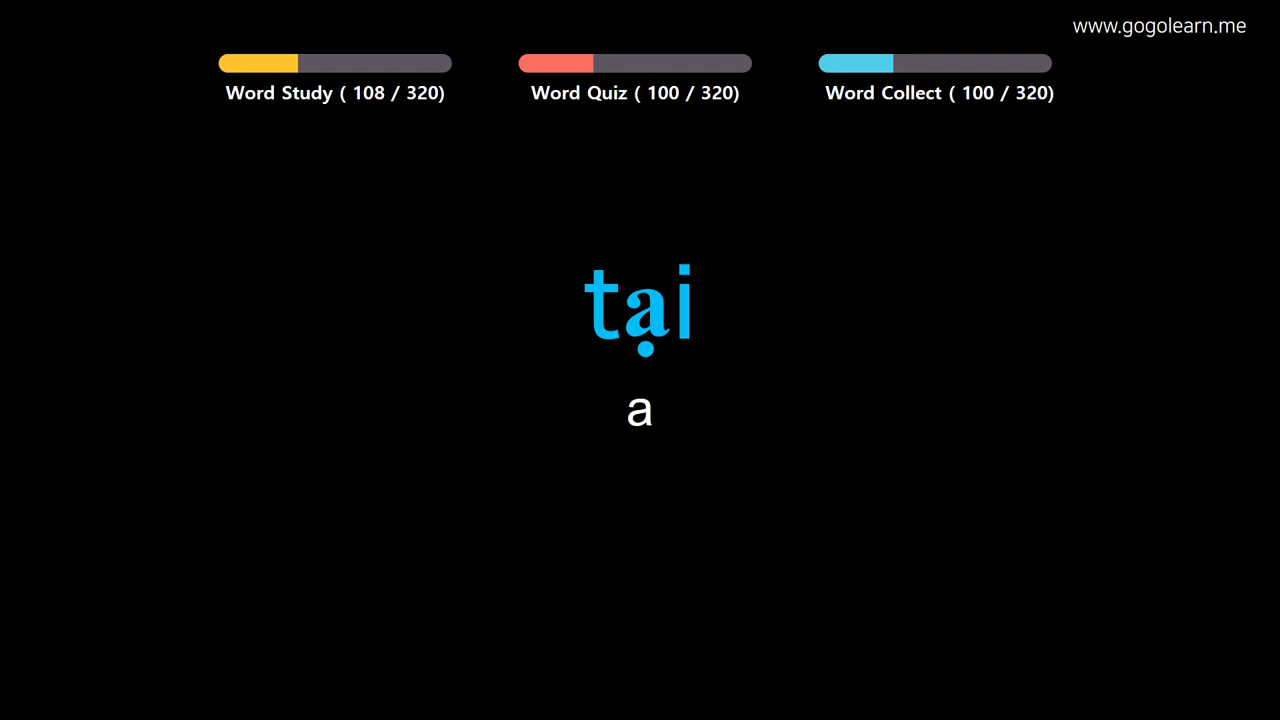 www.gogolearn.me
Word Study ( 108 / 320)
Word Quiz ( 100 / 320)
Word Collect ( 100 / 320)
tại
a